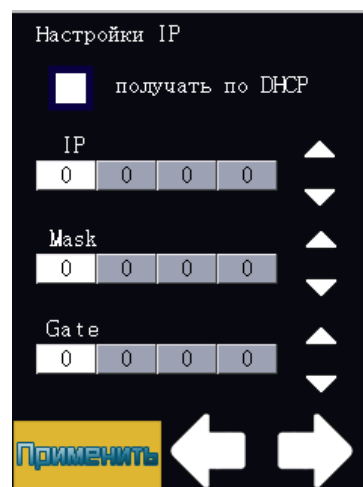 Настройки IP
получать по DHCP
IP
0 0 0 0
Mask
0 0 0 0
Gate
0 0 0 0
Применить